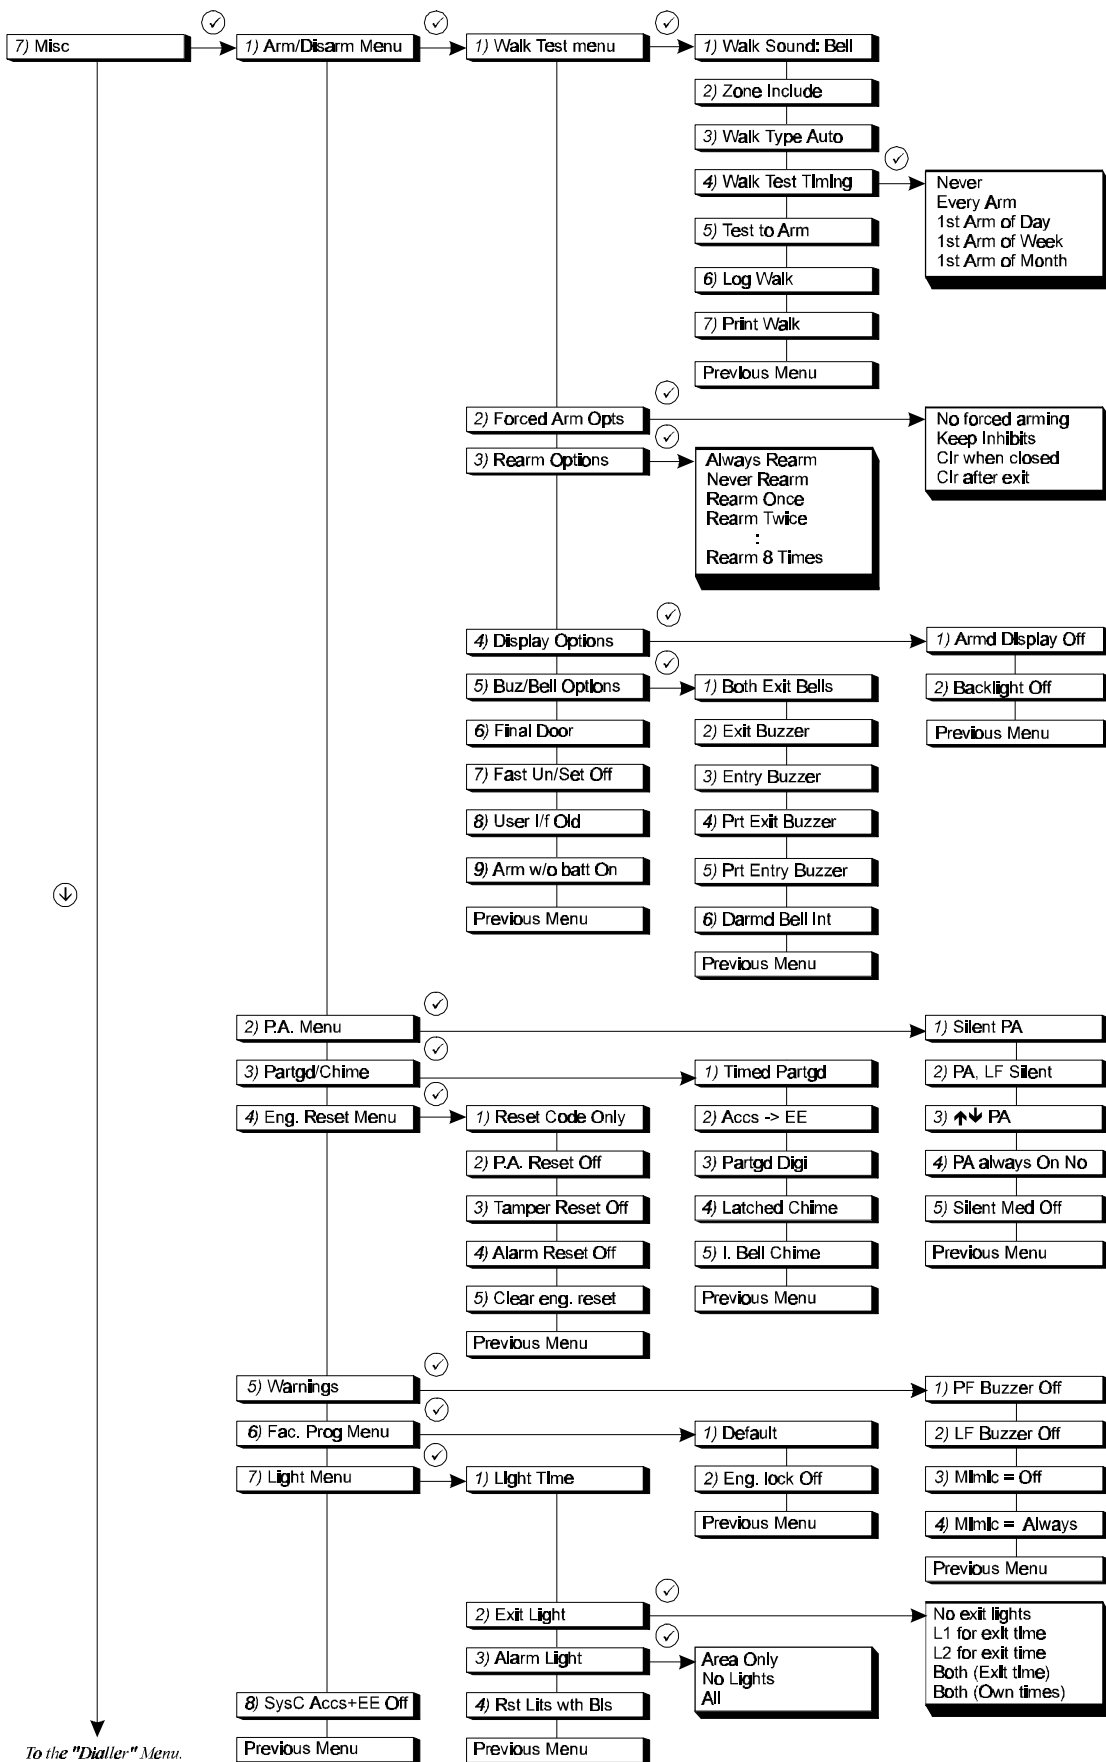 7) Misc
1) Arm/Disarm Menu
1) Walk Test menu
1) Walk Sound: Bell
2) Zone Include
3) Walk Type Auto
4) Walk Test Timing
Never
Every Arm
1st Arm of Day
1st Arm of Week
1st Arm of Month
5) Test to Arm
6) Log Walk
7) Print Walk
Previous Menu
2) Forced Arm Opts
No forced arming
Keep Inhibits
Clr when closed
Clr after exit
3) Rearm Options
Always Rearm
Never Rearm
Rearm Once
Rearm Twice
:
Rearm 8 Times
4) Display Options
1) Armd Display Off
2) Backlight Off
Previous Menu
5) Buz/Bell Options
1) Both Exit Bells
2) Exit Buzzer
3) Entry Buzzer
4) Prt Exit Buzzer
5) Prt Entry Buzzer
6) Darmd Bell Int
Previous Menu
6) Final Door
7) Fast Un/Set Off
8) User I/f Old
9) Arm w/o batt On
Previous Menu
2) P.A. Menu
1) Silent PA
2) PA, LF Silent
3) ↑↓ PA
4) PA always On No
5) Silent Med Off
Previous Menu
3) Partgd/Chime
1) Timed Partgd
2) Accs -> EE
3) Partgd Digi
4) Latched Chime
5) I. Bell Chime
Previous Menu
4) Eng. Reset Menu
1) Reset Code Only
2) P.A. Reset Off
3) Tamper Reset Off
4) Alarm Reset Off
5) Clear eng. reset
Previous Menu
5) Warnings
1) PF Buzzer Off
2) LF Buzzer Off
3) Mimic = Off
4) Mimic = Always
Previous Menu
6) Fac. Prog Menu
1) Default
2) Eng. lock Off
Previous Menu
7) Light Menu
1) Light Time
2) Exit Light
No exit lights
L1 for exit time
L2 for exit time
Both (Exit time)
Both (Own times)
3) Alarm Light
Area Only
No Lights
All
4) Rst Lits wth Bls
Previous Menu
8) SysC Accs+EE Off
Previous Menu
To the "Dialler" Menu.